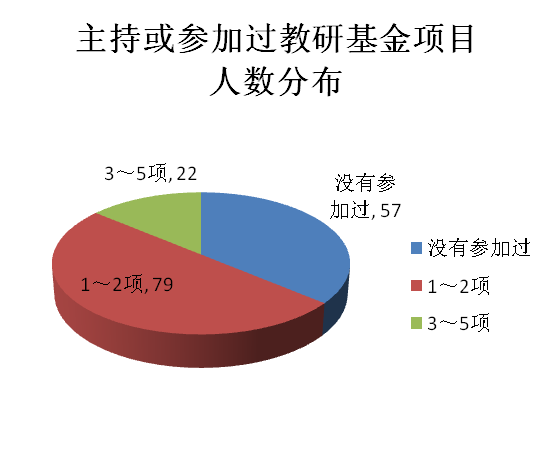 主持或参加过教研基金项目
人数分布
3～5项, 22
没有参
加过, 57
1～2项, 79
没有参加过
1～2项
3～5项